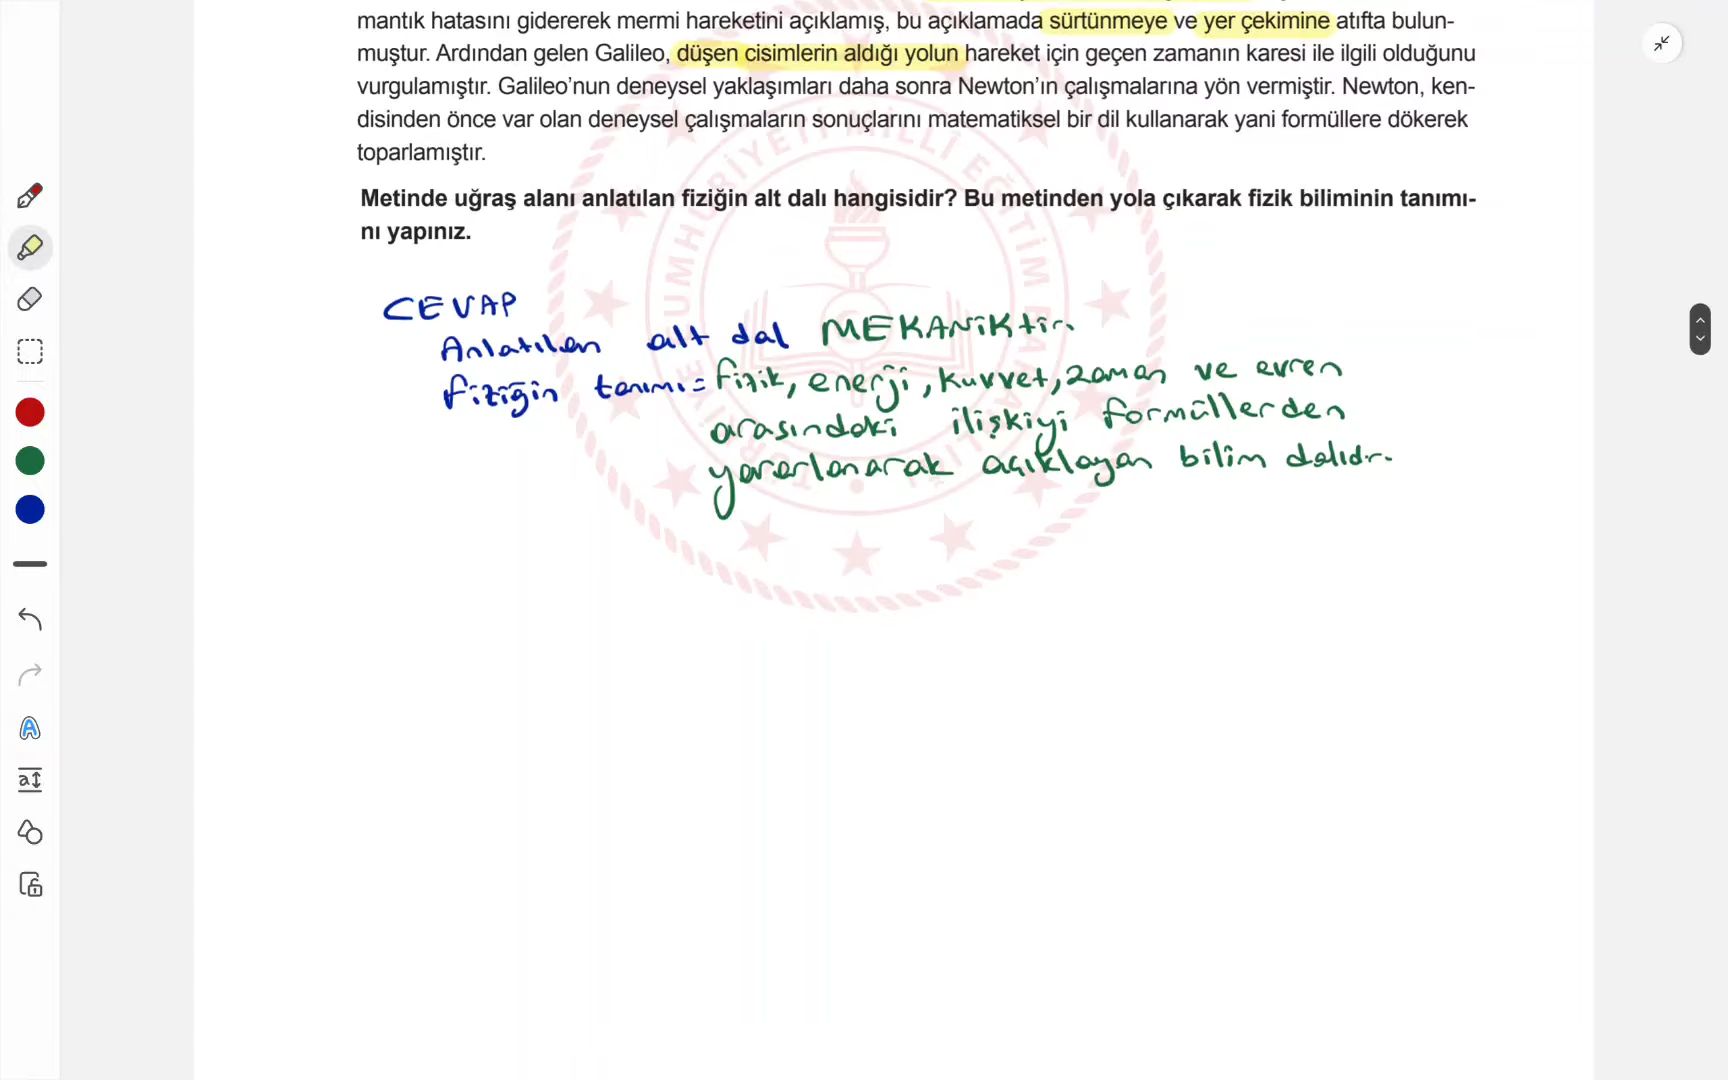 mantık hatasını gidererek mermi hareketini açıklamış, bu açıklamada sürtünmeye ve yer çekimine atıfta bulun-
muştur. Ardından gelen Galileo, düşen cisimlerin aldığı yolun hareket için geçen zamanın karesi ile ilgili olduğunu
vurgulamıştır. Galileo'nun deneysel yaklaşımları daha sonra Newton'ın çalışmalarına yön vermiştir. Newton, ken-
disinden önce var olan deneysel çalışmaların sonuçlarını matematiksel bir dil kullanarak yani formüllere dökerek
toparlamıştır.
Metinde uğraş alanı anlatılan fiziğin alt dalı hangisidir? Bu metinden yola çıkarak fizik biliminin tanımı-
nı yapınız.
CEVAP
Anlatılan alt dal MEKANİKtir.
fiziğin tanımı= fizik, enerji, kuvvet, zaman ve evren
arasındaki ilişkiyi formüllerden
yararlanarak açıklayan bilim dalıdır.